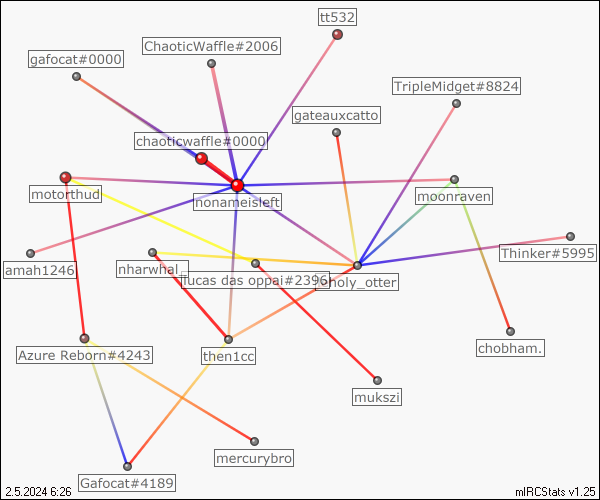 tt532
ChaoticWaffle#2006
gafocat#0000
TripleMidget#8824
gateauxcatto
chaoticwaffle#0000
motorthud
nonameisleft
moonraven
Thinker#5995
amah1246
nharwhal_
Tucas das oppai#2396
holy_otter
chobham.
Azure Reborn#4243
then1cc
mukszi
mercurybro
Gafocat#4189
2.5.2024 6:26
mIRCStats v1.25